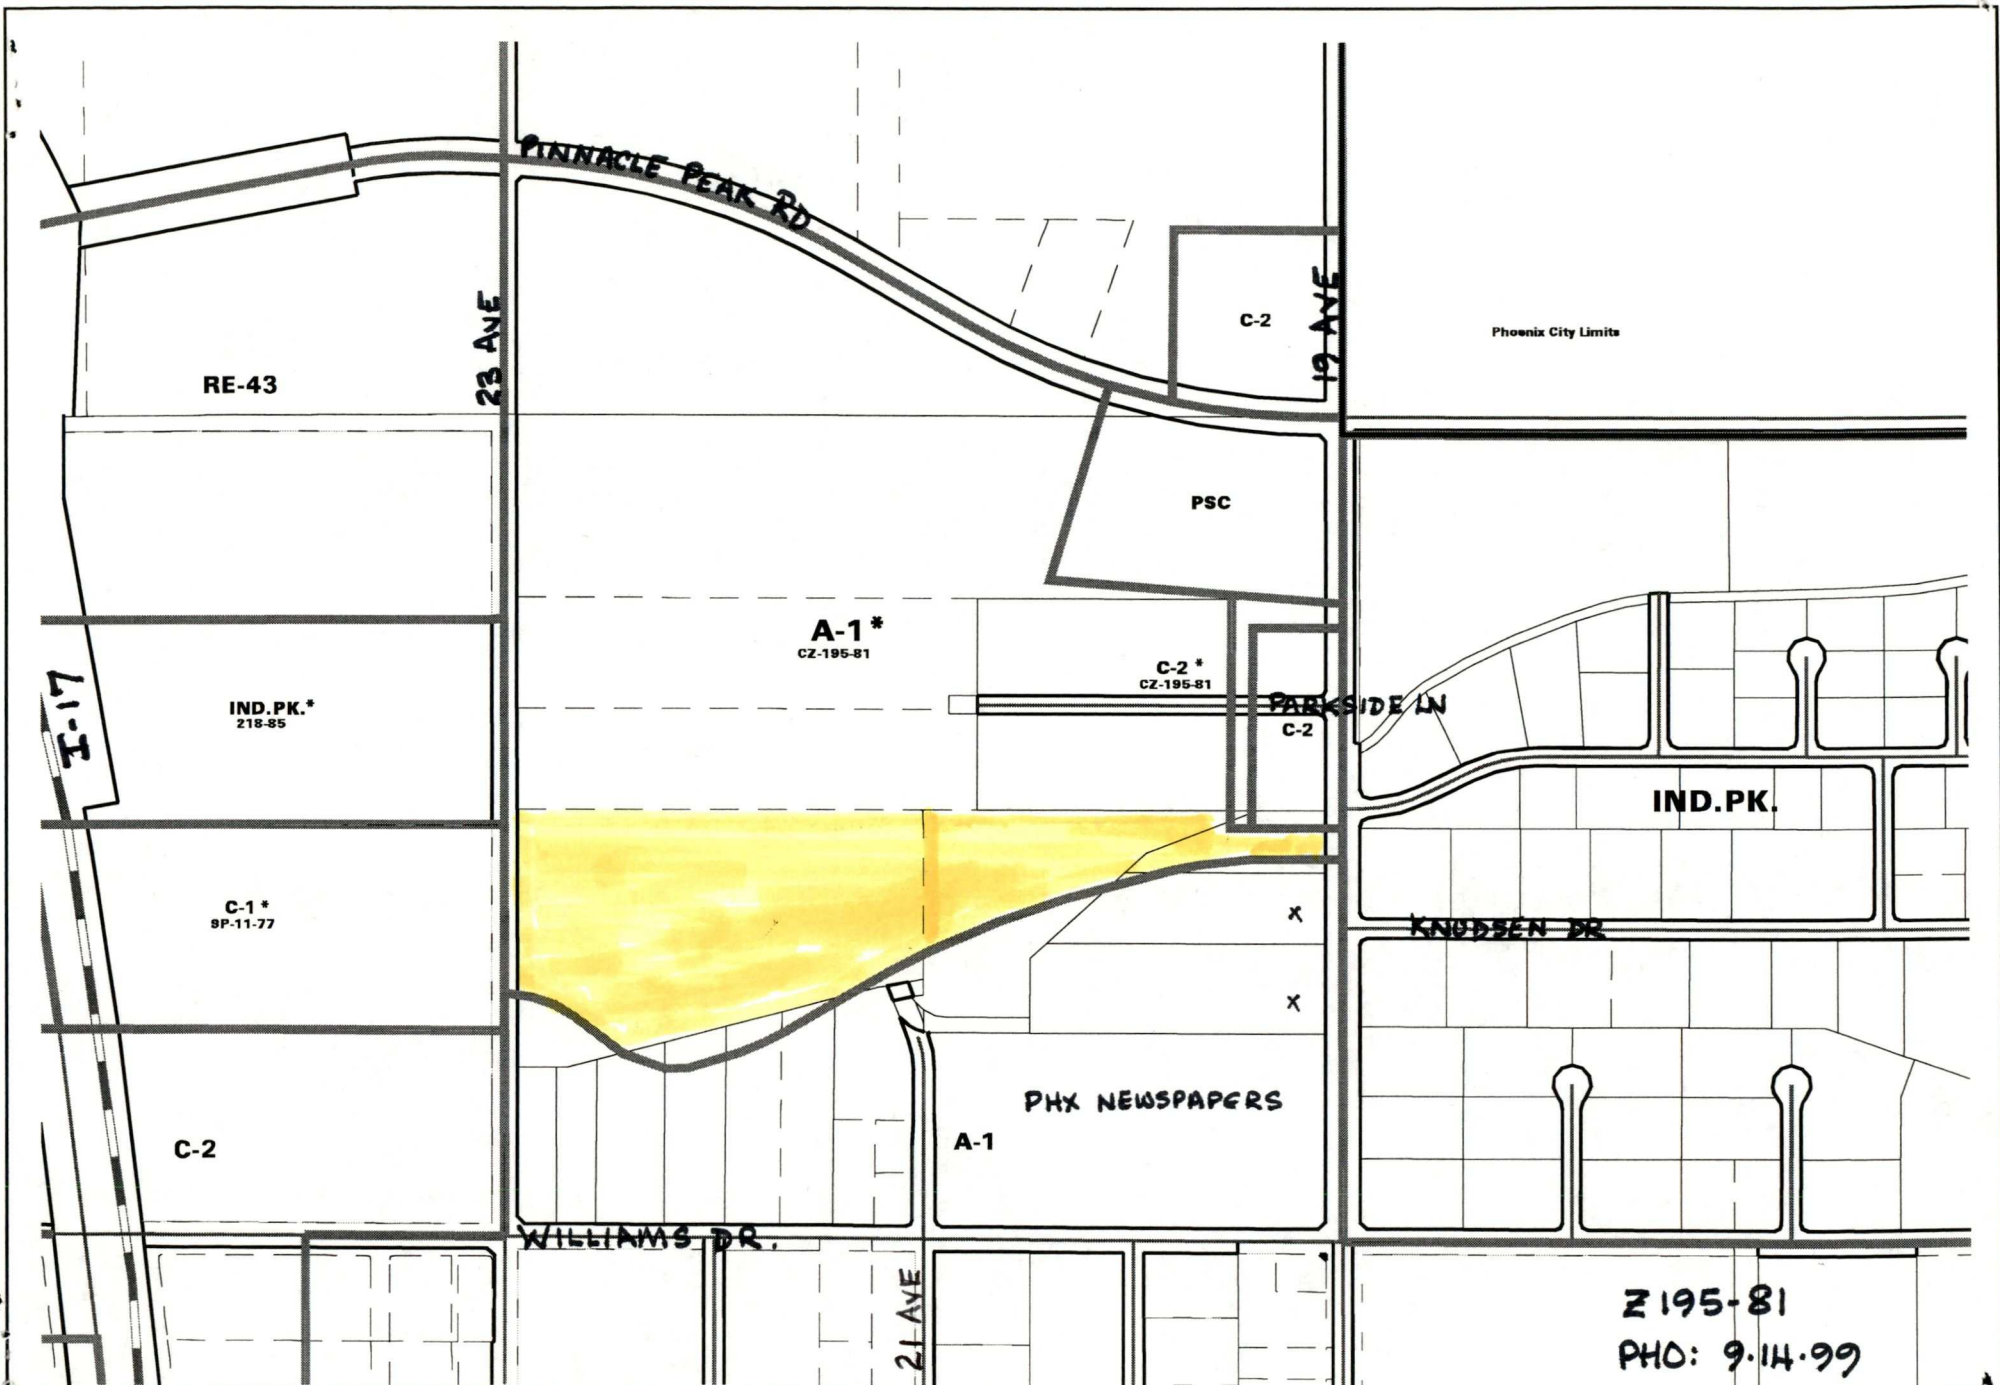 PINNACLE PEAK RD
23 AVE
19 AVE
C-2
Phoenix City Limits
RE-43
PSC
A-1*
CZ-195-81
C-2*
CZ-195-81
IND.PK.*
218-85
I-17
PARKSIDE LN
C-2
IND.PK.
C-1*
SP-11-77
X
KNUDSEN DR
X
PHX NEWSPAPERS
A-1
C-2
WILLIAMS DR.
21 AVE
Z 195-81
PHO: 9.14.99